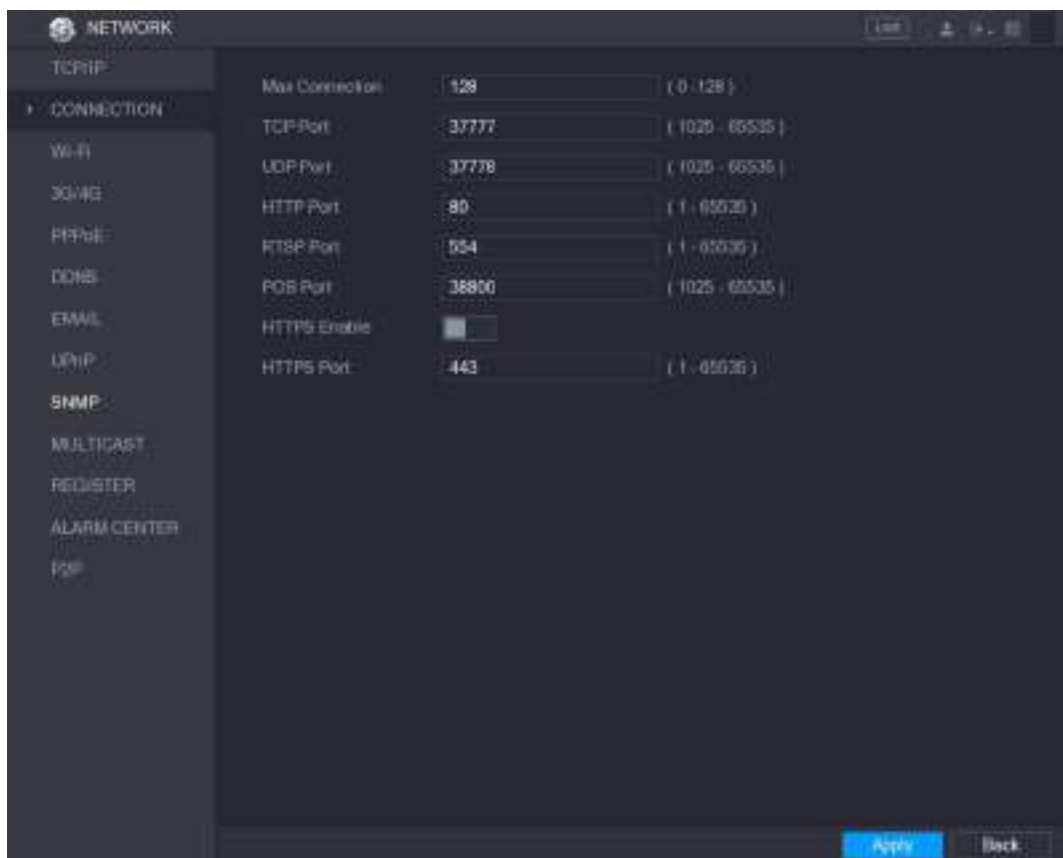 NETWORK
LIVE
TCP/IP
CONNECTION
Wi-Fi
3G/4G
PPPoE
DDNS
EMAIL
UPnP
SNMP
MULTICAST
REGISTER
ALARM CENTER
P2P
Max Connection 128 ( 0 - 128 )
TCP Port 37777 ( 1025 - 65535 )
UDP Port 37778 ( 1025 - 65535 )
HTTP Port 80 ( 1 - 65535 )
RTSP Port 554 ( 1 - 65535 )
POS Port 38800 ( 1025 - 65535 )
HTTPS Enable
HTTPS Port 443 ( 1 - 65535 )
Apply Back